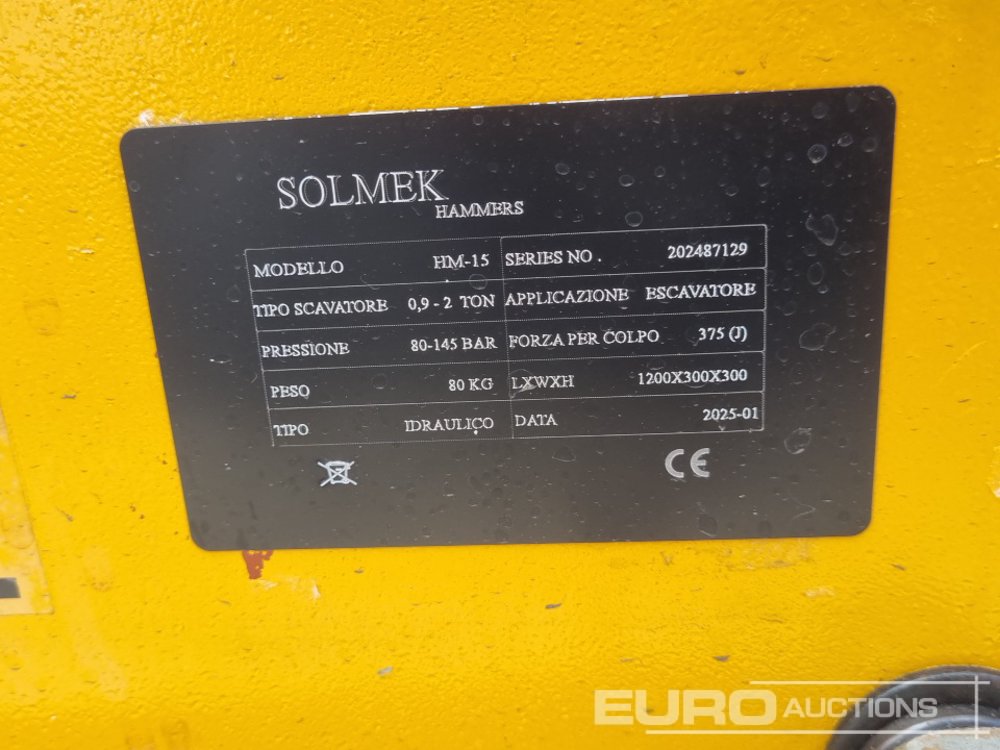 SOLMEK
HAMMERS
MODELLO HM-15 SERIES NO . 202487129
TIPO SCAVATORE 0,9 - 2 TON APPLICAZIONE ESCAVATORE
PRESSIONE 80-145 BAR FORZA PER COLPO 375 (J)
PESO 80 KG LXWXH 1200X300X300
TIPO IDRAULICO DATA 2025-01
CE
EURO AUCTIONS